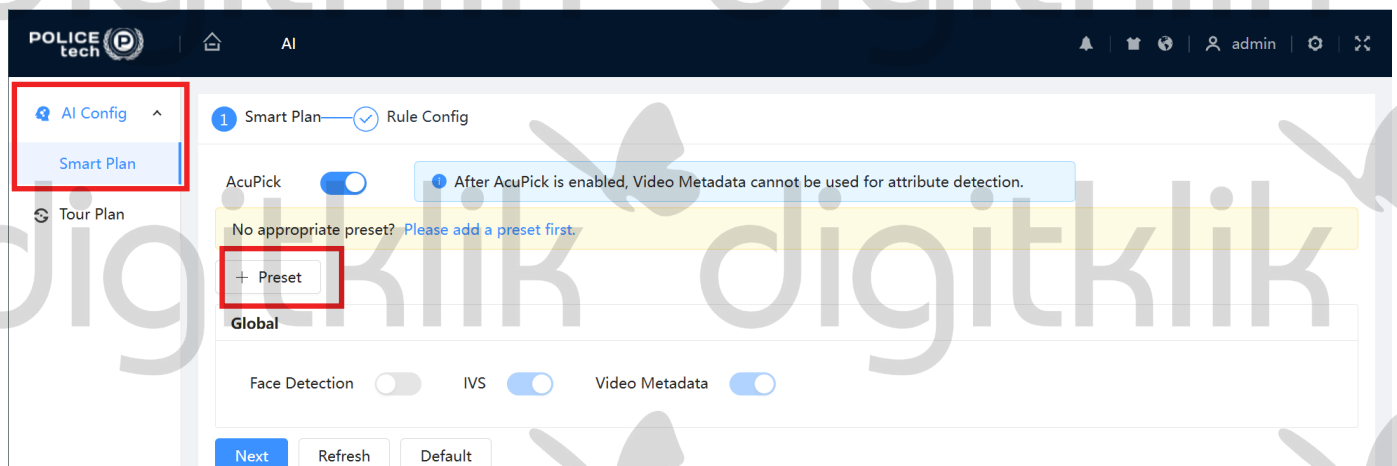 POLICE tech
AI
admin
AI Config
Smart Plan
Tour Plan
1 Smart Plan Rule Config
AcuPick
After AcuPick is enabled, Video Metadata cannot be used for attribute detection.
No appropriate preset? Please add a preset first.
+ Preset
Global
Face Detection IVS Video Metadata
Next Refresh Default
digitklik digitklik